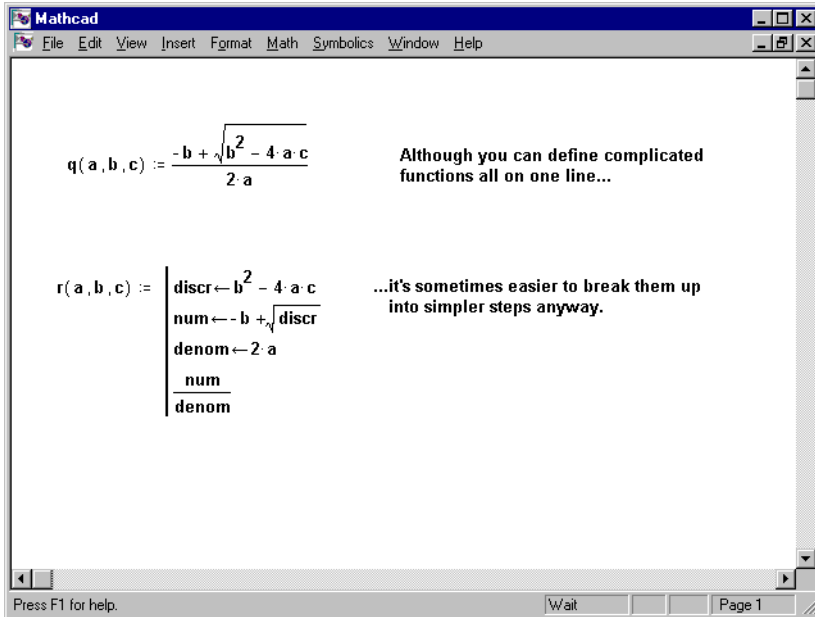 Mathcad
File Edit View Insert Format Math Symbolics Window Help
q( a , b , c ) := (-b + √(b² − 4· a· c)) / (2· a)
Although you can define complicated
functions all on one line...
r( a , b , c ) := discr ← b² − 4· a· c
num ← -b + √discr
denom ← 2· a
num
denom
...it's sometimes easier to break them up
into simpler steps anyway.
Press F1 for help. Wait Page 1